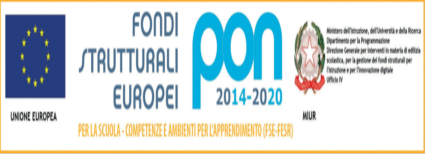 UNIONE EUROPEA
FONDI
STRUTTURALI
EUROPEI
pon
2014-2020
Ministero dell'Istruzione, dell'Università e della Ricerca
Dipartimento per la Programmazione
Direzione Generale per interventi in materia di edilizia
scolastica, per la gestione dei fondi strutturali per
l'istruzione e per l'innovazione digitale
Ufficio IV
MIUR
PER LA SCUOLA - COMPETENZE E AMBIENTI PER L'APPRENDIMENTO (FSE-FESR)